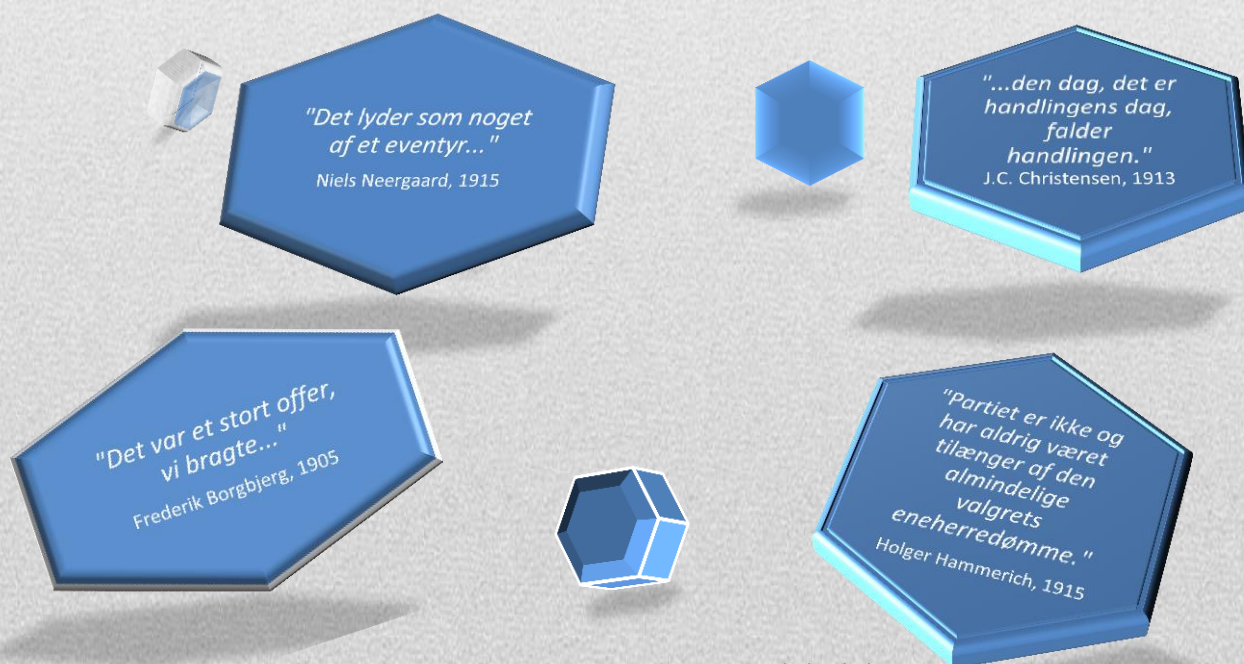 "Det lyder som noget
af et eventyr..."
Niels Neergaard, 1915
"...den dag, det er
handlingens dag,
falder
handlingen."
J.C. Christensen, 1913
"Det var et stort offer,
vi bragte..."
Frederik Borgbjerg, 1905
"Partiet er ikke og
har aldrig været
tilænger af den
almindelige
valgrets
eneherredømme."
Holger Hammerich, 1915